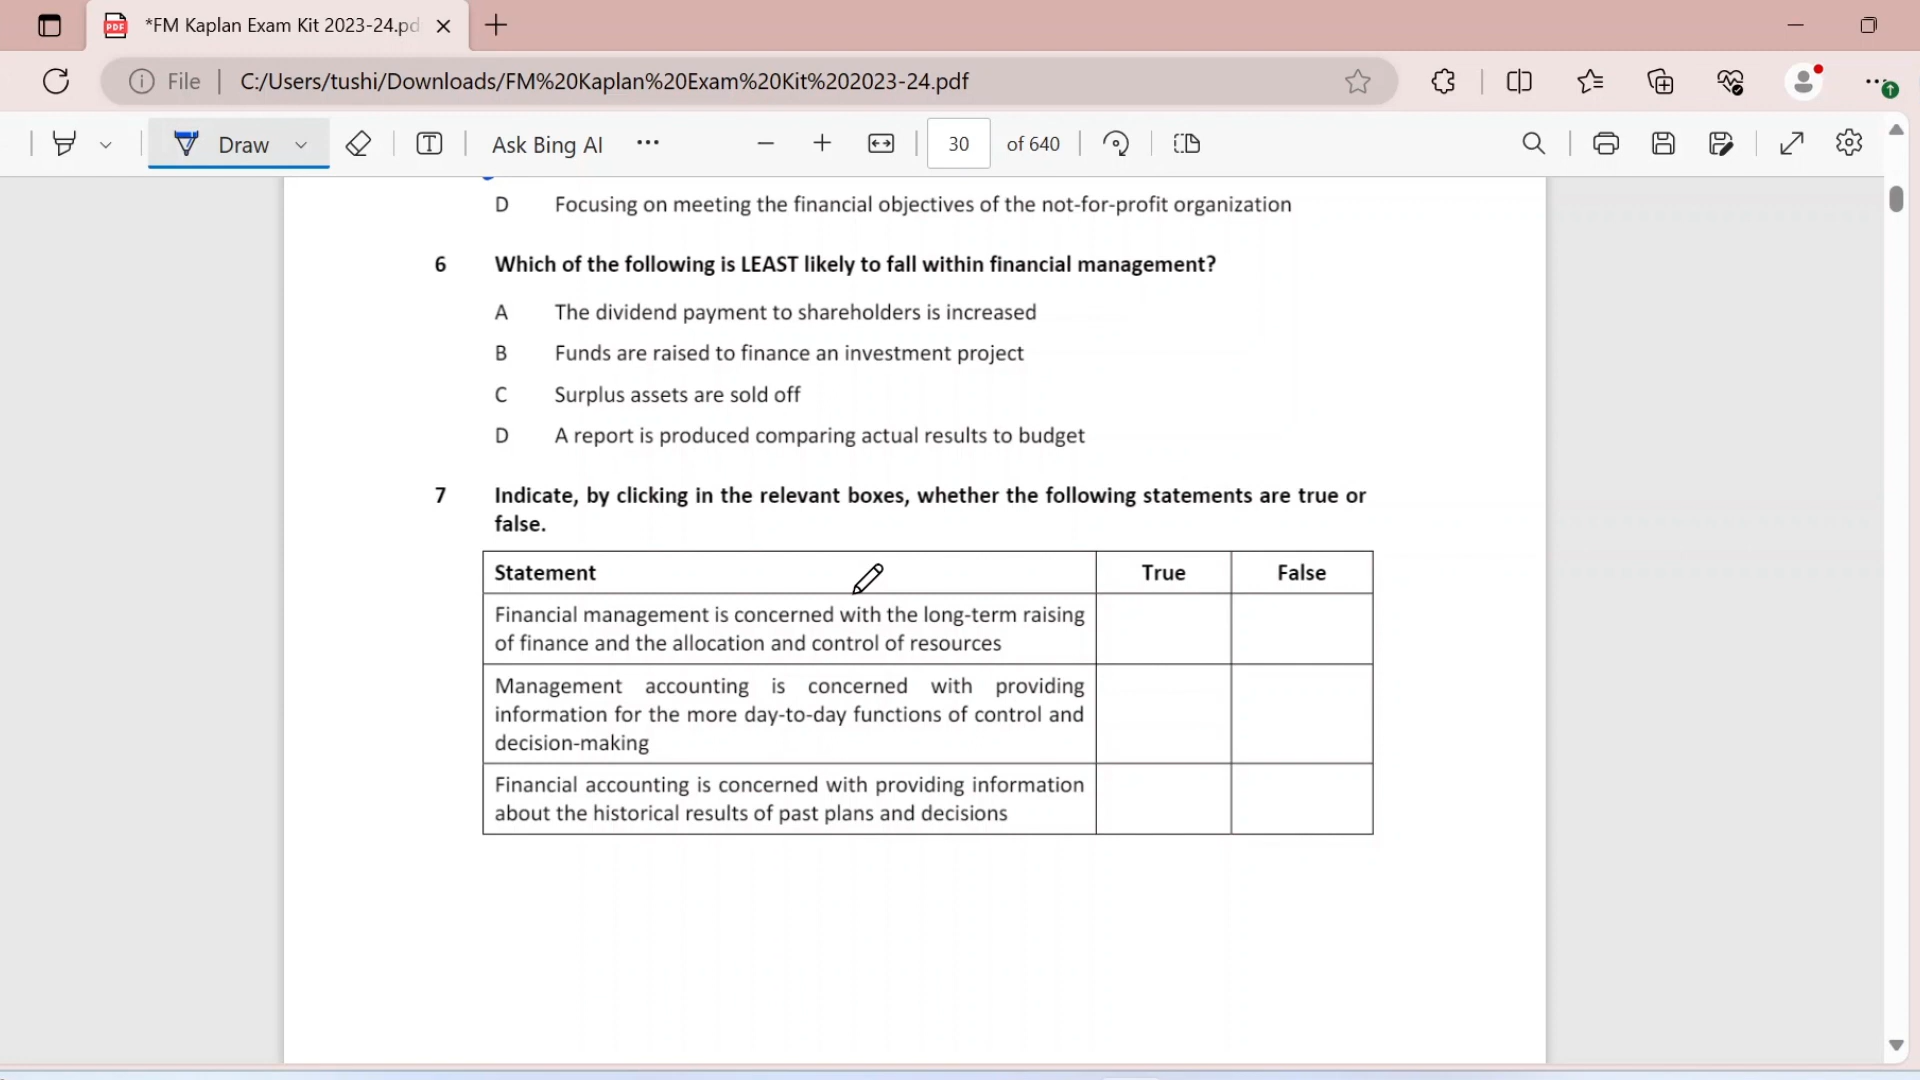 *FM Kaplan Exam Kit 2023-24.pd
File C:/Users/tushi/Downloads/FM%20Kaplan%20Exam%20Kit%202023-24.pdf
Draw Ask Bing AI 30 of 640
D Focusing on meeting the financial objectives of the not-for-profit organization
6 Which of the following is LEAST likely to fall within financial management?
A The dividend payment to shareholders is increased
B Funds are raised to finance an investment project
C Surplus assets are sold off
D A report is produced comparing actual results to budget
7 Indicate, by clicking in the relevant boxes, whether the following statements are true or
false.
Statement True False
Financial management is concerned with the long-term raising
of finance and the allocation and control of resources
Management accounting is concerned with providing
information for the more day-to-day functions of control and
decision-making
Financial accounting is concerned with providing information
about the historical results of past plans and decisions